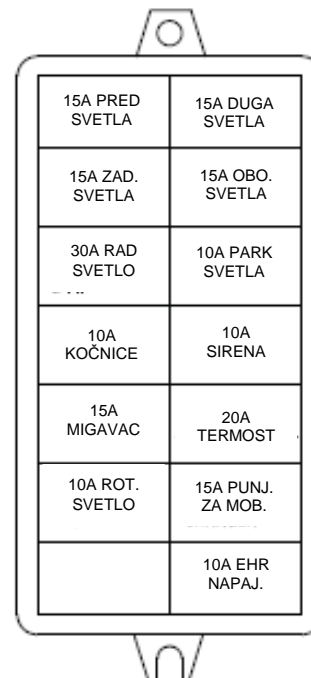 15A PRED
SVETLA
15A DUGA
SVETLA
15A ZAD.
SVETLA
15A OBO.
SVETLA
30A RAD
SVETLO
10A PARK
SVETLA
10A
KOČNICE
10A
SIRENA
15A
MIGAVAC
20A
TERMOST
10A ROT.
SVETLO
15A PUNJ.
ZA MOB.
10A EHR
NAPAJ.